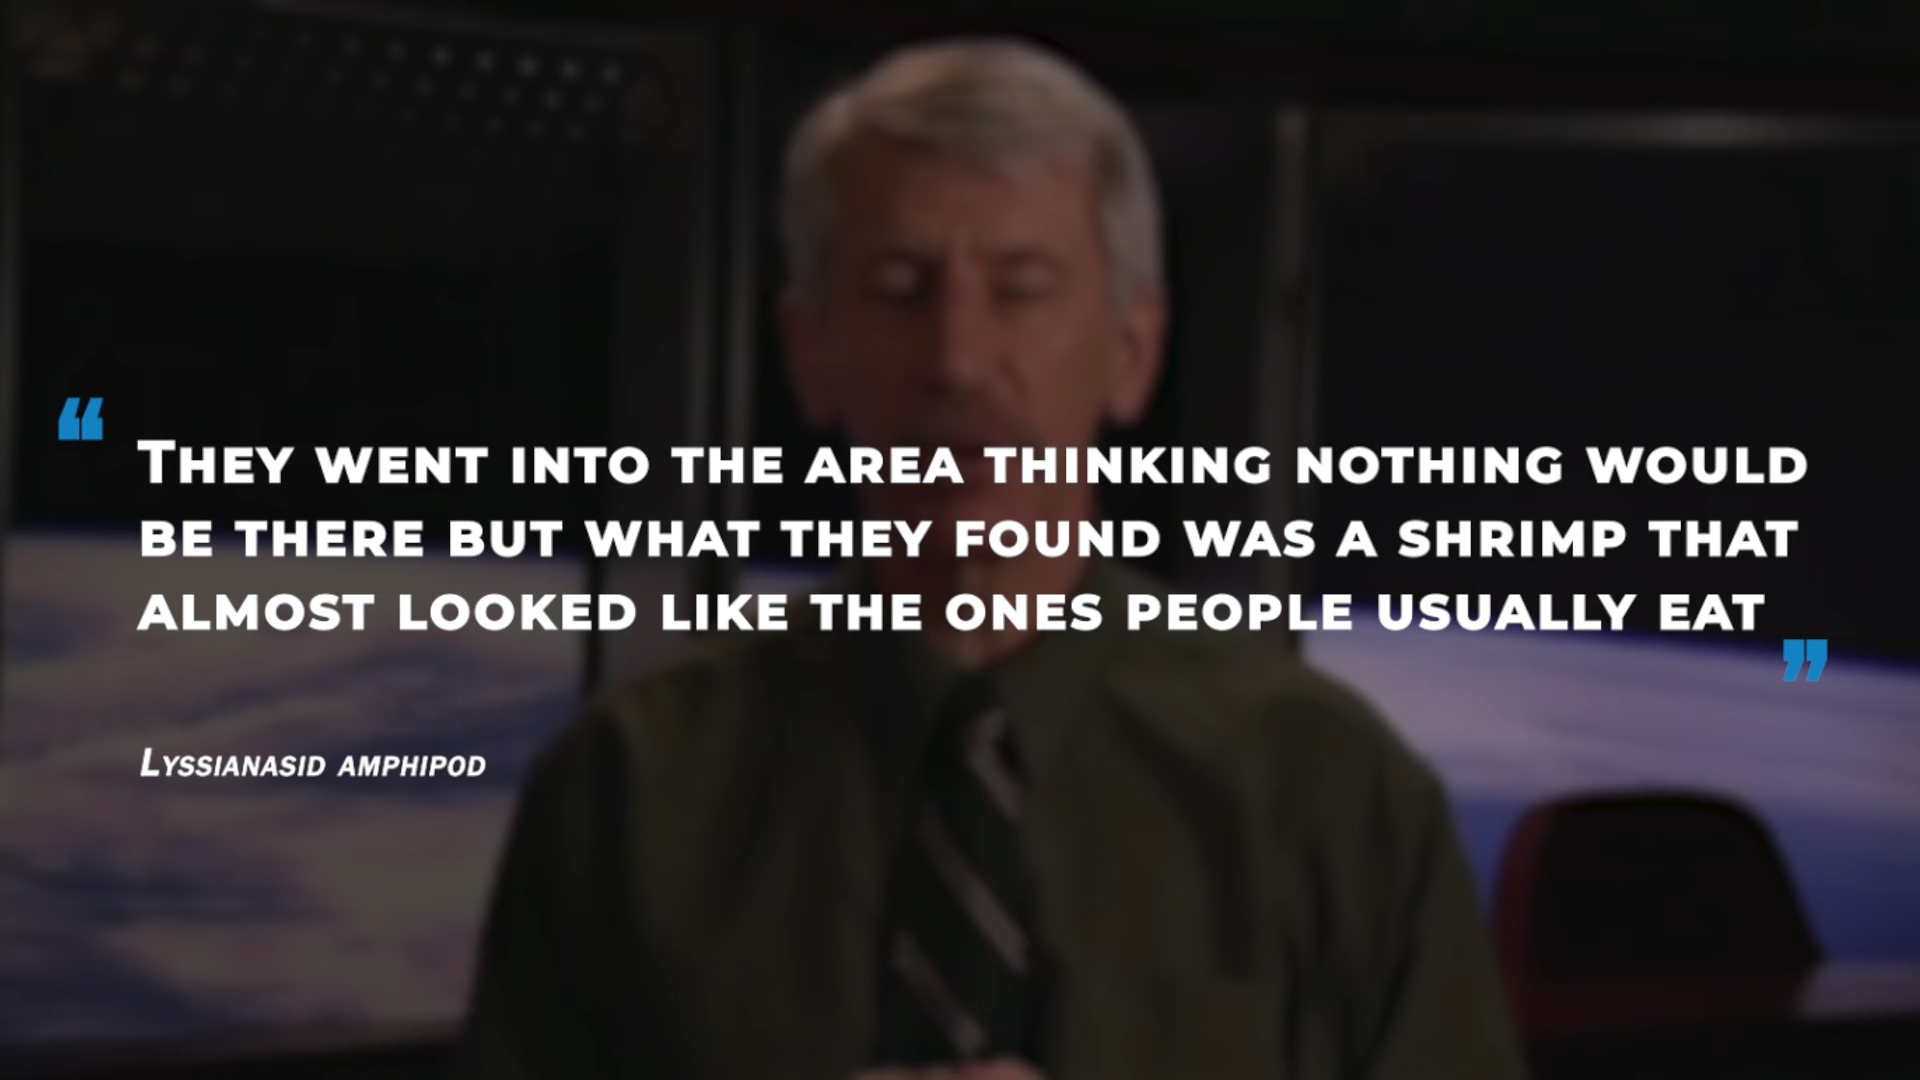 “They went into the area thinking nothing would
be there but what they found was a shrimp that
almost looked like the ones people usually eat”
Lyssianasid amphipod